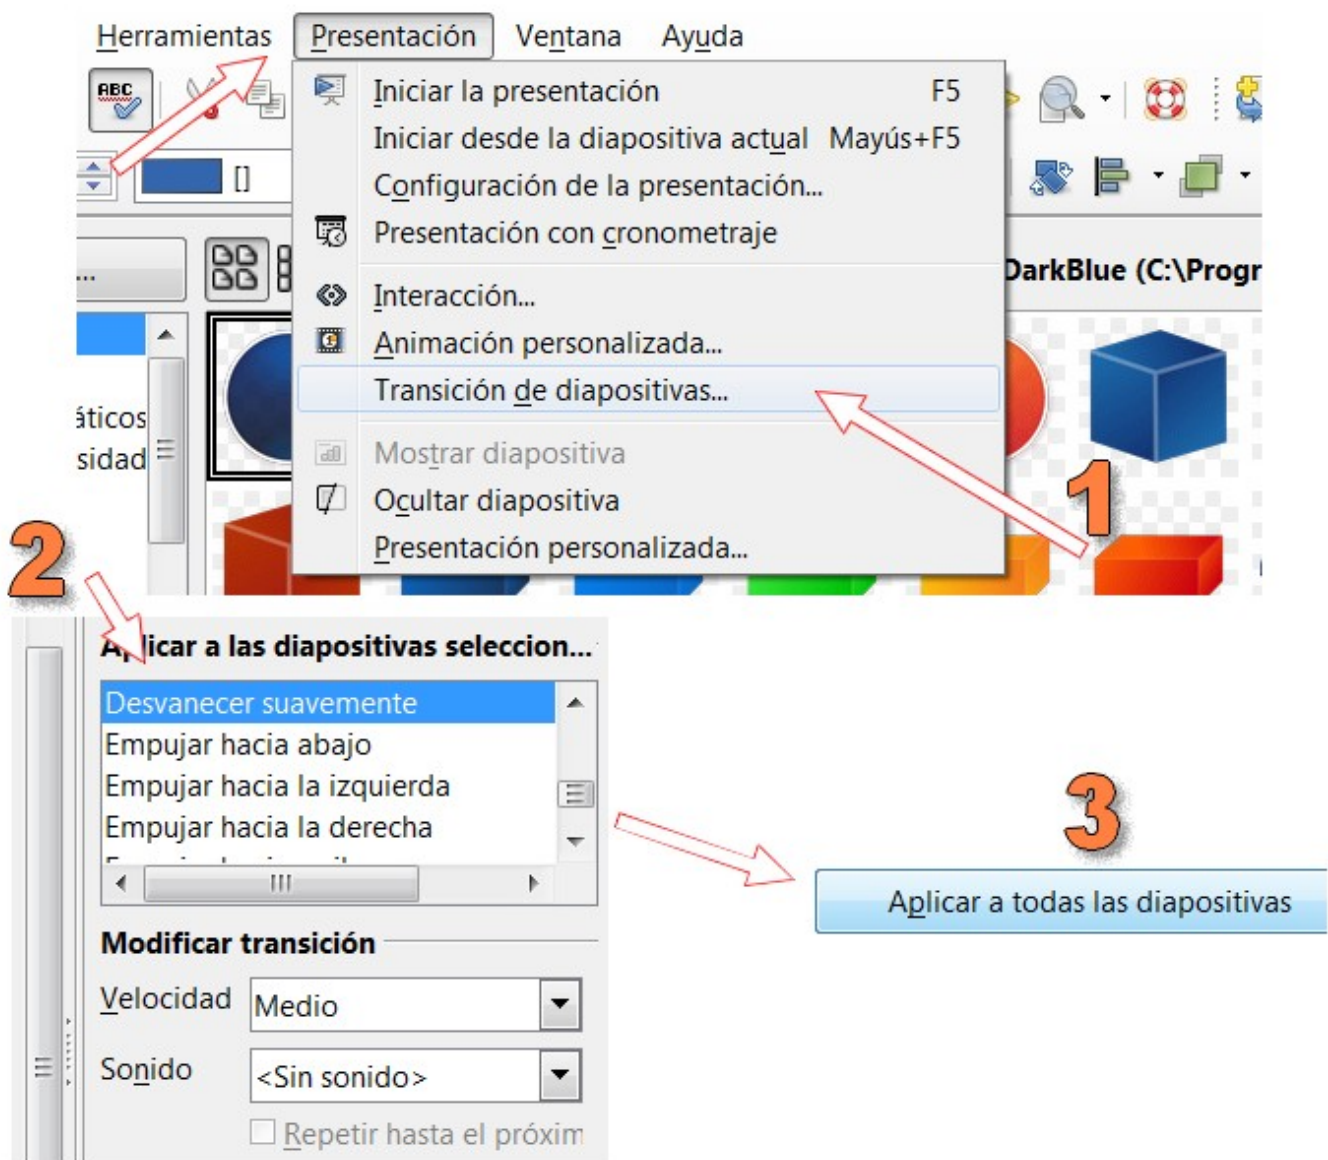 Herramientas Presentación Ventana Ayuda
ABC
Iniciar la presentación F5
Iniciar desde la diapositiva actual Mayús+F5
[]
Configuración de la presentación...
Presentación con cronometraje
...
DarkBlue (C:\Progr
Interacción...
Animación personalizada...
Transición de diapositivas...
áticos
sidad
Mostrar diapositiva
Ocultar diapositiva
Presentación personalizada...
1
2
Aplicar a las diapositivas seleccion...
Desvanecer suavemente
Empujar hacia abajo
Empujar hacia la izquierda
Empujar hacia la derecha
3
Aplicar a todas las diapositivas
Modificar transición
Velocidad Medio
Sonido <Sin sonido>
Repetir hasta el próxim